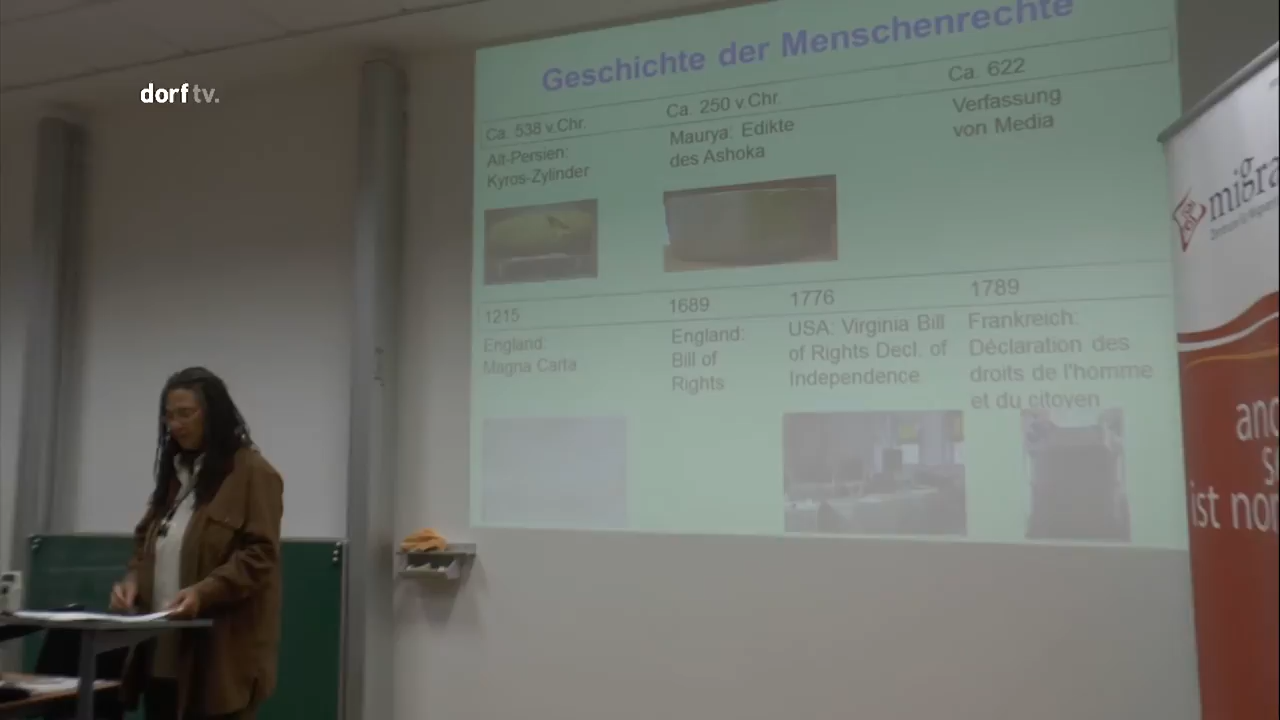 dorf tv.
Geschichte der Menschenrechte
Ca. 538 v.Chr.
Ca. 250 v.Chr.
Ca. 622
Alt-Persien:
Kyros-Zylinder
Maurya: Edikte
des Ashoka
Verfassung
von Media
1215
1689
1776
1789
England:
Magna Carta
England:
Bill of
Rights
USA: Virginia Bill
of Rights Decl. of
Independence
Frankreich:
Déclaration des
droits de l'homme
et du citoyen
migra
ist nor